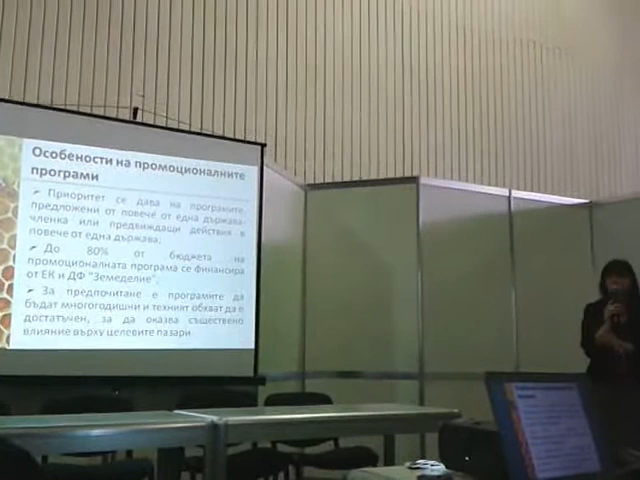 Особености на промоционалните
програми
➢ Приоритет се дава на програмите,
предложени от повече от една държава-
членка или предвиждащи действия в
повече от една държава;
➢ До 80% от бюджета на
промоционалната програма се финансира
от ЕК и ДФ "Земеделие";
➢ За предпочитане е програмите да
бъдат многогодишни и техният обхват да е
достатъчен, за да оказва съществено
влияние върху целевите пазари.